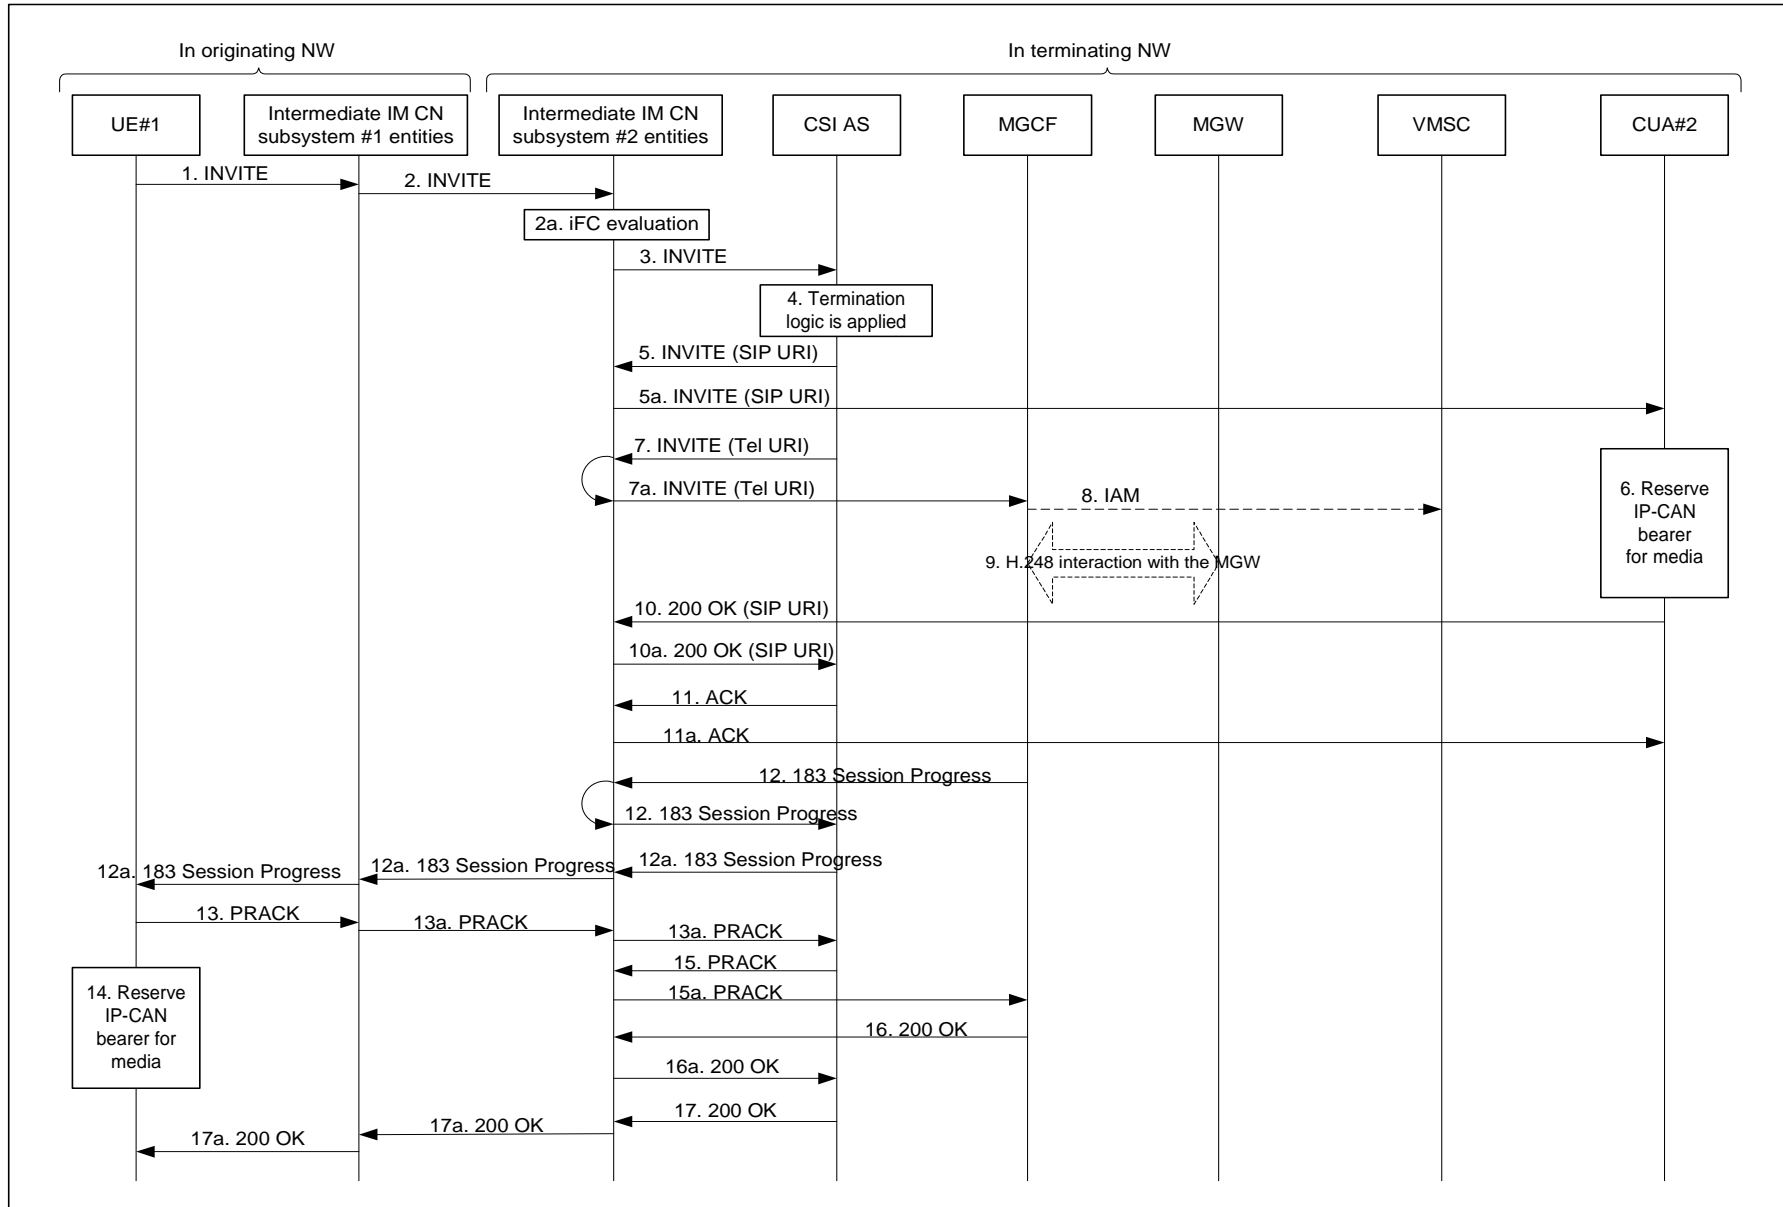 In originating NW
In terminating NW
UE#1
Intermediate IM CN
subsystem #1 entities
Intermediate IM CN
subsystem #2 entities
CSI AS
MGCF
MGW
VMSC
CUA#2
1. INVITE
2. INVITE
2a. iFC evaluation
3. INVITE
4. Termination
logic is applied
5. INVITE (SIP URI)
5a. INVITE (SIP URI)
7. INVITE (Tel URI)
7a. INVITE (Tel URI)
8. IAM
6. Reserve
IP-CAN
bearer
for media
9. H.248 interaction with the MGW
10. 200 OK (SIP URI)
10a. 200 OK (SIP URI)
11. ACK
11a. ACK
12. 183 Session Progress
12. 183 Session Progress
12a. 183 Session Progress
12a. 183 Session Progress
12a. 183 Session Progress
13. PRACK
13a. PRACK
13a. PRACK
15. PRACK
14. Reserve
IP-CAN
bearer for
media
15a. PRACK
16. 200 OK
16a. 200 OK
17. 200 OK
17a. 200 OK
17a. 200 OK